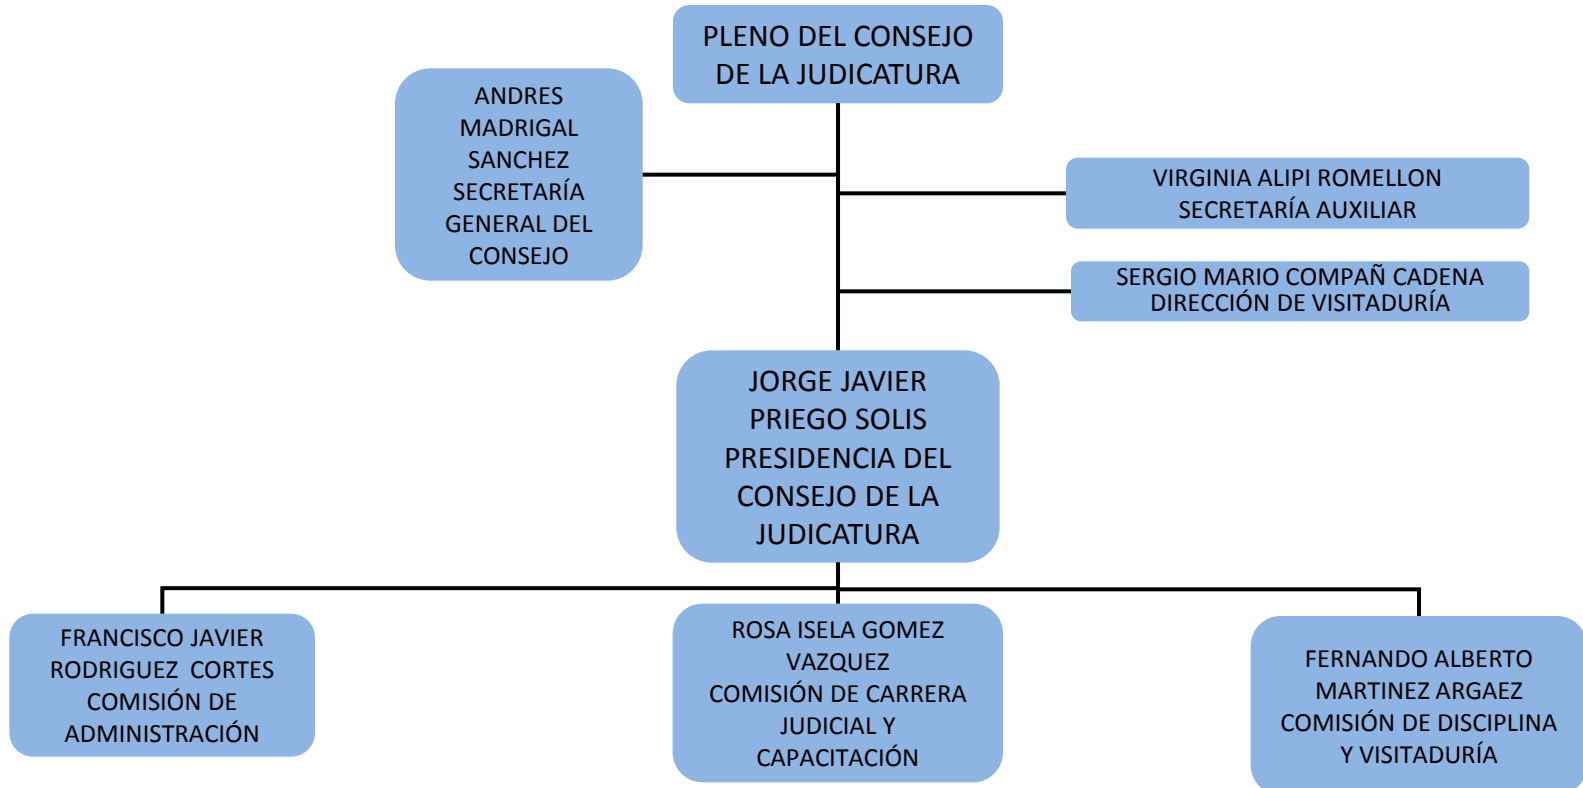 PLENO DEL CONSEJO
DE LA JUDICATURA
ANDRES
MADRIGAL
SANCHEZ
SECRETARÍA
GENERAL DEL
CONSEJO
VIRGINIA ALIPI ROMELLON
SECRETARÍA AUXILIAR
SERGIO MARIO COMPAÑ CADENA
DIRECCIÓN DE VISITADURÍA
JORGE JAVIER
PRIEGO SOLIS
PRESIDENCIA DEL
CONSEJO DE LA
JUDICATURA
FRANCISCO JAVIER
RODRIGUEZ CORTES
COMISIÓN DE
ADMINISTRACIÓN
ROSA ISELA GOMEZ
VAZQUEZ
COMISIÓN DE CARRERA
JUDICIAL Y
CAPACITACIÓN
FERNANDO ALBERTO
MARTINEZ ARGAEZ
COMISIÓN DE DISCIPLINA
Y VISITADURÍA